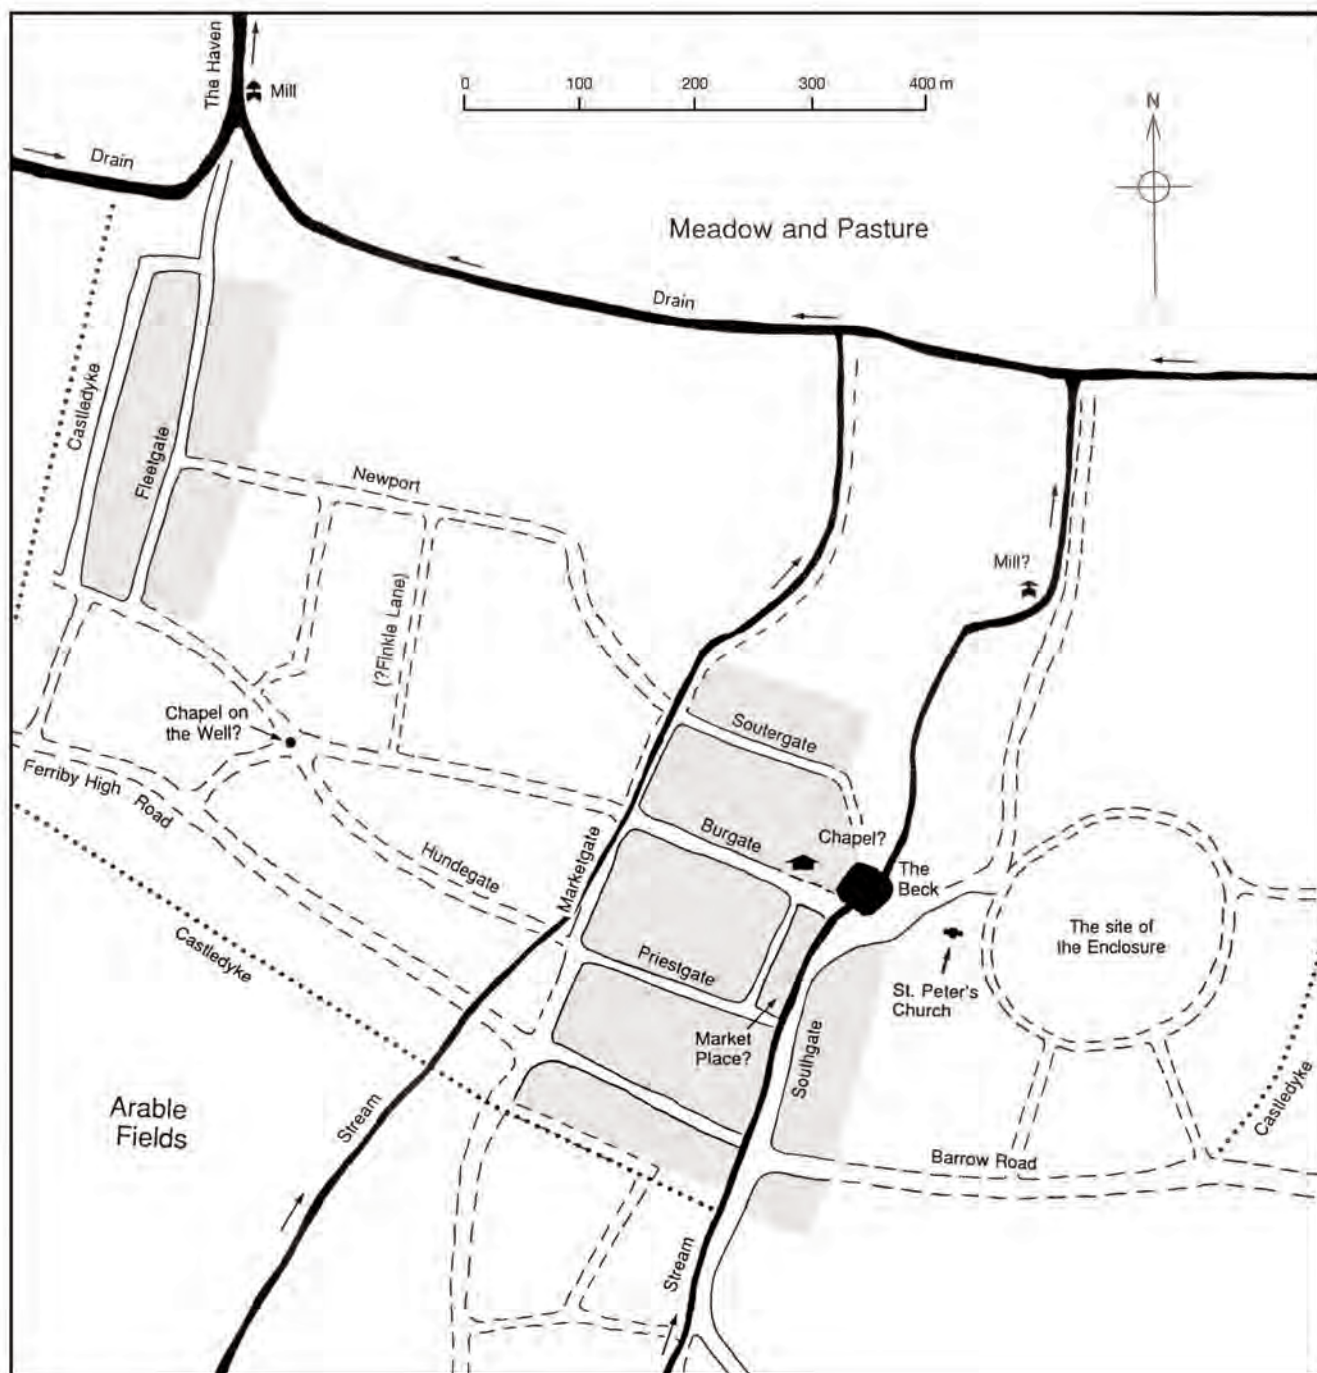 The Haven
Mill
0 100 200 300 400 m
N
Drain
Meadow and Pasture
Drain
Castledyke
Fleetgate
Newport
(?Finkle Lane)
Mill?
Chapel on
the Well?
Soutergate
Ferriby High Road
Burgate
Chapel?
The
Beck
Hundegate
Marketgate
The site of
the Enclosure
Castledyke
Priestgate
St. Peter's
Church
Market
Place?
Southgate
Arable
Fields
Stream
Castledyke
Barrow Road
Stream